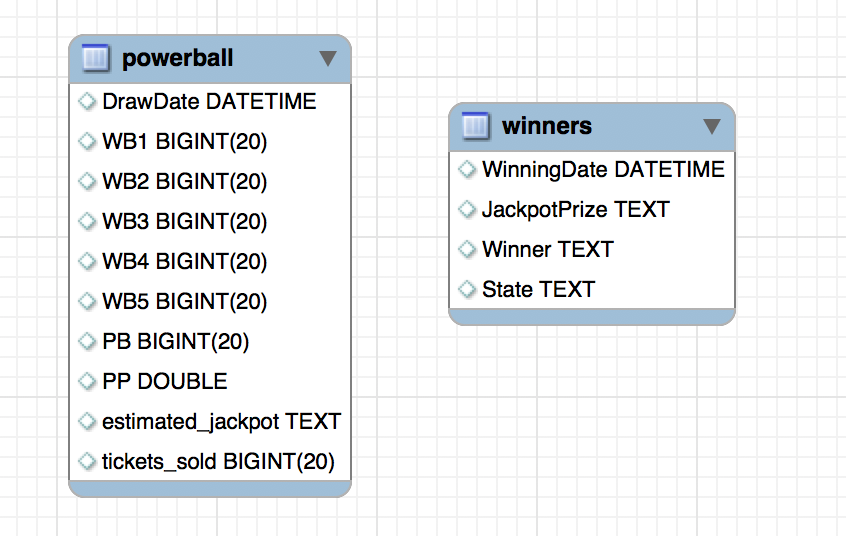 powerball
DrawDate DATETIME
WB1 BIGINT(20)
WB2 BIGINT(20)
WB3 BIGINT(20)
WB4 BIGINT(20)
WB5 BIGINT(20)
PB BIGINT(20)
PP DOUBLE
estimated_jackpot TEXT
tickets_sold BIGINT(20)
winners
WinningDate DATETIME
JackpotPrize TEXT
Winner TEXT
State TEXT